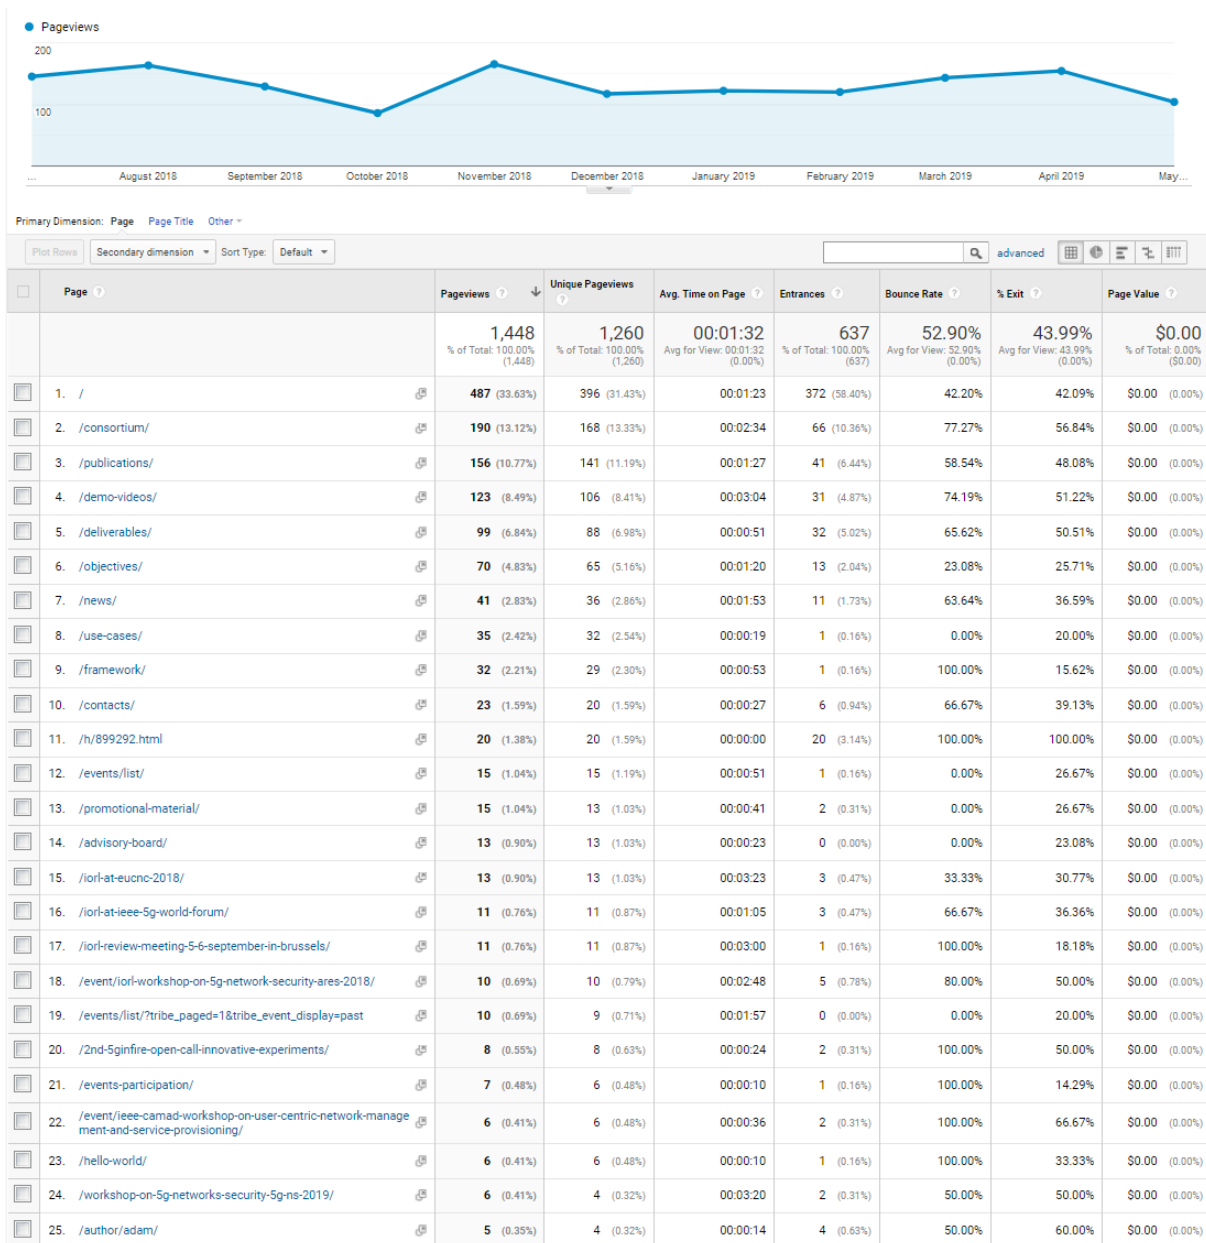 Pageviews
200
100
... August 2018 September 2018 October 2018 November 2018 December 2018 January 2019 February 2019 March 2019 April 2019 May...
Primary Dimension: Page Page Title Other
Plot Rows Secondary dimension Sort Type: Default advanced
Page ? Pageviews ? Unique Pageviews ? Avg. Time on Page ? Entrances ? Bounce Rate ? % Exit ? Page Value ?
1,448 1,260 00:01:32 637 52.90% 43.99% $0.00
% of Total: 100.00% % of Total: 100.00% Avg for View: 00:01:32 % of Total: 100.00% Avg for View: 52.90% Avg for View: 43.99% % of Total: 0.00%
(1,448) (1,260) (0.00%) (637) (0.00%) (0.00%) ($0.00)
1. / 487 (33.63%) 396 (31.43%) 00:01:23 372 (58.40%) 42.20% 42.09% $0.00 (0.00%)
2. /consortium/ 190 (13.12%) 168 (13.33%) 00:02:34 66 (10.36%) 77.27% 56.84% $0.00 (0.00%)
3. /publications/ 156 (10.77%) 141 (11.19%) 00:01:27 41 (6.44%) 58.54% 48.08% $0.00 (0.00%)
4. /demo-videos/ 123 (8.49%) 106 (8.41%) 00:03:04 31 (4.87%) 74.19% 51.22% $0.00 (0.00%)
5. /deliverables/ 99 (6.84%) 88 (6.98%) 00:00:51 32 (5.02%) 65.62% 50.51% $0.00 (0.00%)
6. /objectives/ 70 (4.83%) 65 (5.16%) 00:01:20 13 (2.04%) 23.08% 25.71% $0.00 (0.00%)
7. /news/ 41 (2.83%) 36 (2.86%) 00:01:53 11 (1.73%) 63.64% 36.59% $0.00 (0.00%)
8. /use-cases/ 35 (2.42%) 32 (2.54%) 00:00:19 1 (0.16%) 0.00% 20.00% $0.00 (0.00%)
9. /framework/ 32 (2.21%) 29 (2.30%) 00:00:53 1 (0.16%) 100.00% 15.62% $0.00 (0.00%)
10. /contacts/ 23 (1.59%) 20 (1.59%) 00:00:27 6 (0.94%) 66.67% 39.13% $0.00 (0.00%)
11. /h/899292.html 20 (1.38%) 20 (1.59%) 00:00:00 20 (3.14%) 100.00% 100.00% $0.00 (0.00%)
12. /events/list/ 15 (1.04%) 15 (1.19%) 00:00:51 1 (0.16%) 0.00% 26.67% $0.00 (0.00%)
13. /promotional-material/ 15 (1.04%) 13 (1.03%) 00:00:41 2 (0.31%) 0.00% 26.67% $0.00 (0.00%)
14. /advisory-board/ 13 (0.90%) 13 (1.03%) 00:00:23 0 (0.00%) 0.00% 23.08% $0.00 (0.00%)
15. /iorl-at-eucnc-2018/ 13 (0.90%) 13 (1.03%) 00:03:23 3 (0.47%) 33.33% 30.77% $0.00 (0.00%)
16. /iorl-at-ieee-5g-world-forum/ 11 (0.76%) 11 (0.87%) 00:01:05 3 (0.47%) 66.67% 36.36% $0.00 (0.00%)
17. /iorl-review-meeting-5-6-september-in-brussels/ 11 (0.76%) 11 (0.87%) 00:03:00 1 (0.16%) 100.00% 18.18% $0.00 (0.00%)
18. /event/iorl-workshop-on-5g-network-security-ares-2018/ 10 (0.69%) 10 (0.79%) 00:02:48 5 (0.78%) 80.00% 50.00% $0.00 (0.00%)
19. /events/list/?tribe_paged=1&tribe_event_display=past 10 (0.69%) 9 (0.71%) 00:01:57 0 (0.00%) 0.00% 20.00% $0.00 (0.00%)
20. /2nd-5ginfire-open-call-innovative-experiments/ 8 (0.55%) 8 (0.63%) 00:00:24 2 (0.31%) 100.00% 50.00% $0.00 (0.00%)
21. /events-participation/ 7 (0.48%) 6 (0.48%) 00:00:10 1 (0.16%) 100.00% 14.29% $0.00 (0.00%)
22. /event/ieee-camad-workshop-on-user-centric-network-manage
ment-and-service-provisioning/ 6 (0.41%) 6 (0.48%) 00:00:36 2 (0.31%) 100.00% 66.67% $0.00 (0.00%)
23. /hello-world/ 6 (0.41%) 6 (0.48%) 00:00:10 1 (0.16%) 100.00% 33.33% $0.00 (0.00%)
24. /workshop-on-5g-networks-security-5g-ns-2019/ 6 (0.41%) 4 (0.32%) 00:03:20 2 (0.31%) 50.00% 50.00% $0.00 (0.00%)
25. /author/adam/ 5 (0.35%) 4 (0.32%) 00:00:14 4 (0.63%) 50.00% 60.00% $0.00 (0.00%)